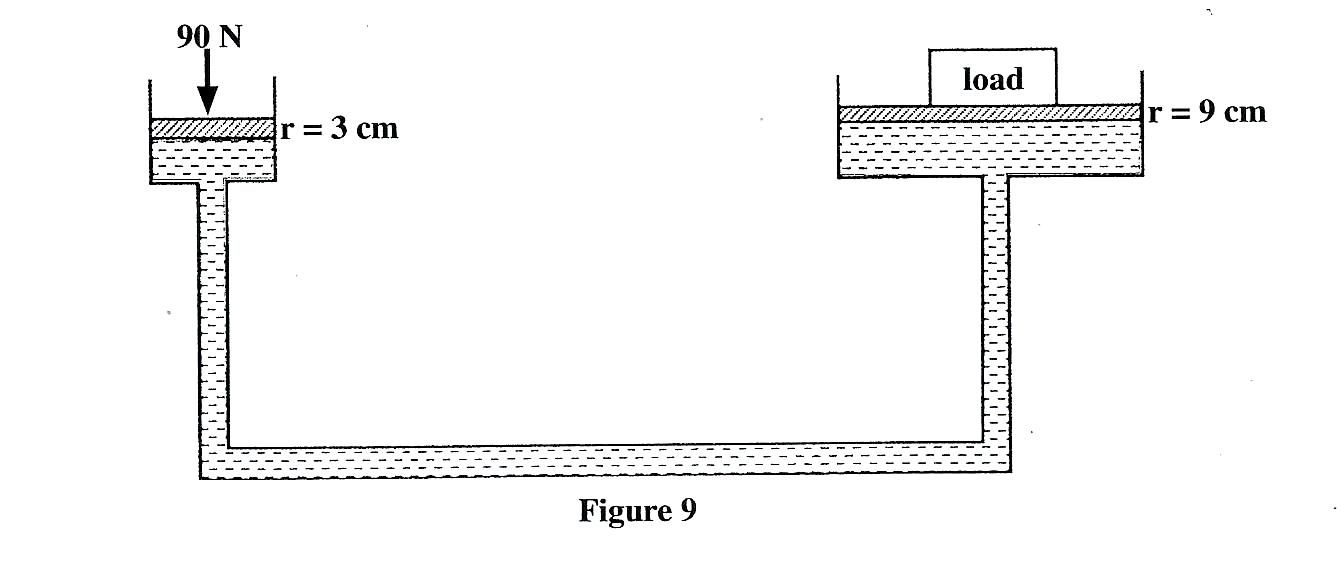 90 N
load
r = 3 cm
r = 9 cm
Figure 9